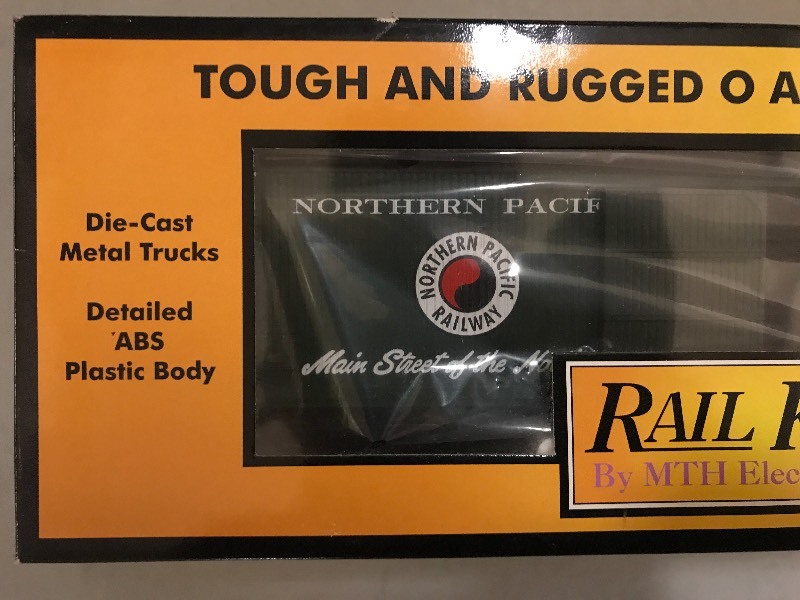 TOUGH AND RUGGED O A
Die-Cast
Metal Trucks
Detailed
ABS
Plastic Body
NORTHERN PACIF
NORTHERN PACIFIC
RAILWAY
Main Street of the No
RAIL K
By MTH Elec